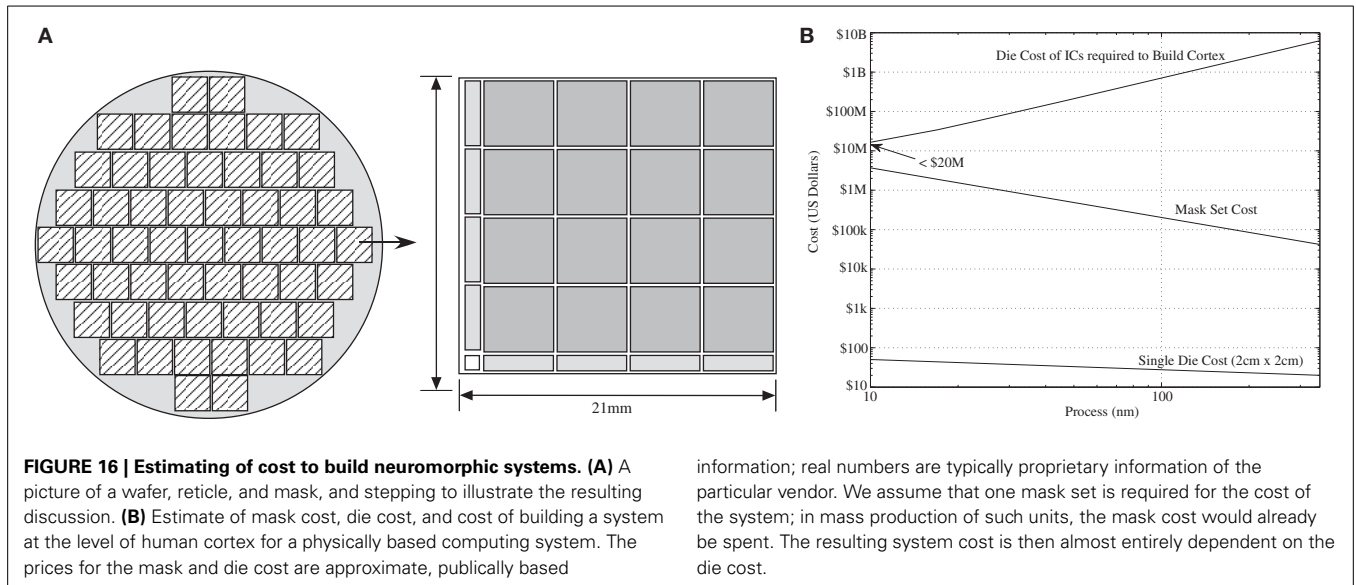 A
21mm
B
$10B
$1B
$100M
$10M
$1M
$100k
$10k
$1k
$100
$10
Cost (US Dollars)
Die Cost of ICs required to Build Cortex
< $20M
Mask Set Cost
Single Die Cost (2cm x 2cm)
10
100
Process (nm)
FIGURE 16 | Estimating of cost to build neuromorphic systems. (A) A
picture of a wafer, reticle, and mask, and stepping to illustrate the resulting
discussion. (B) Estimate of mask cost, die cost, and cost of building a system
at the level of human cortex for a physically based computing system. The
prices for the mask and die cost are approximate, publically based
information; real numbers are typically proprietary information of the
particular vendor. We assume that one mask set is required for the cost of
the system; in mass production of such units, the mask cost would already
be spent. The resulting system cost is then almost entirely dependent on the
die cost.